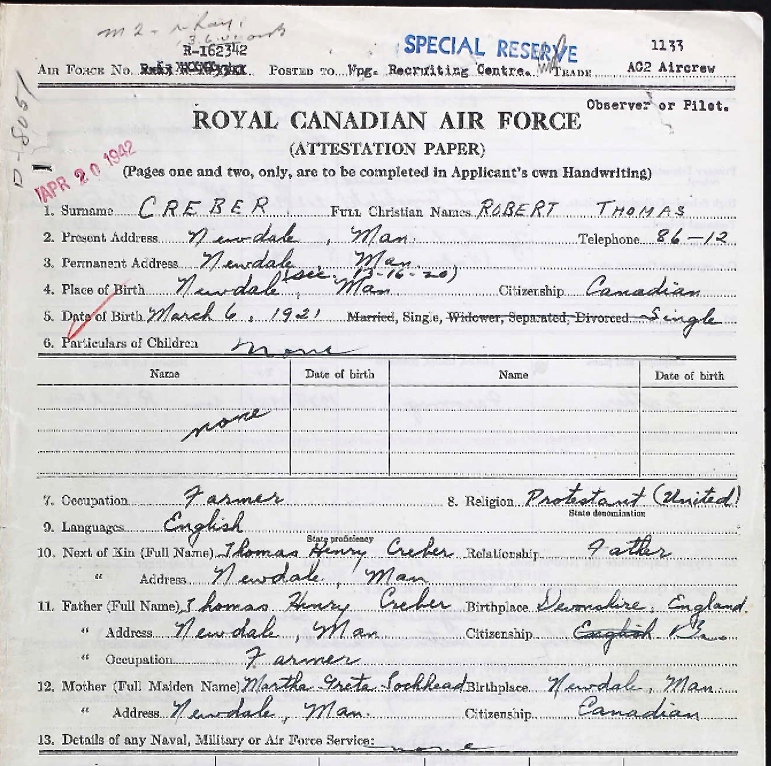 R-162342
SPECIAL RESERVE 1133
AIR FORCE No. POSTED TO Wpg. Recruiting Centre. TRADE AC2 Aircrew
Observer or Pilot.
ROYAL CANADIAN AIR FORCE
(ATTESTATION PAPER)
APR 20 1942
(Pages one and two, only, are to be completed in Applicant's own Handwriting)
1. Surname CREBER FULL Christian Names ROBERT THOMAS
2. Present Address Newdale, Man. Telephone 86-12
3. Permanent Address Newdale, Man.
(sec. 13-16-20)
4. Place of Birth Newdale, Man Citizenship Canadian
5. Date of Birth March 6, 1921 Married, Single, Widower, Separated, Divorced Single
6. Particulars of Children None
Name Date of birth Name Date of birth
none
7. Occupation Farmer 8. Religion Protestant (United)
State denomination
9. Languages English
State proficiency
10. Next of Kin (Full Name) Thomas Henry Creber Relationship Father
" Address Newdale, Man
11. Father (Full Name) Thomas Henry Creber Birthplace Devonshire, England.
" Address Newdale, Man Citizenship English
" Occupation Farmer
12. Mother (Full Maiden Name) Martha Greta Lockhead Birthplace Newdale, Man.
" Address Newdale, Man. Citizenship Canadian
13. Details of any Naval, Military or Air Force Service: none